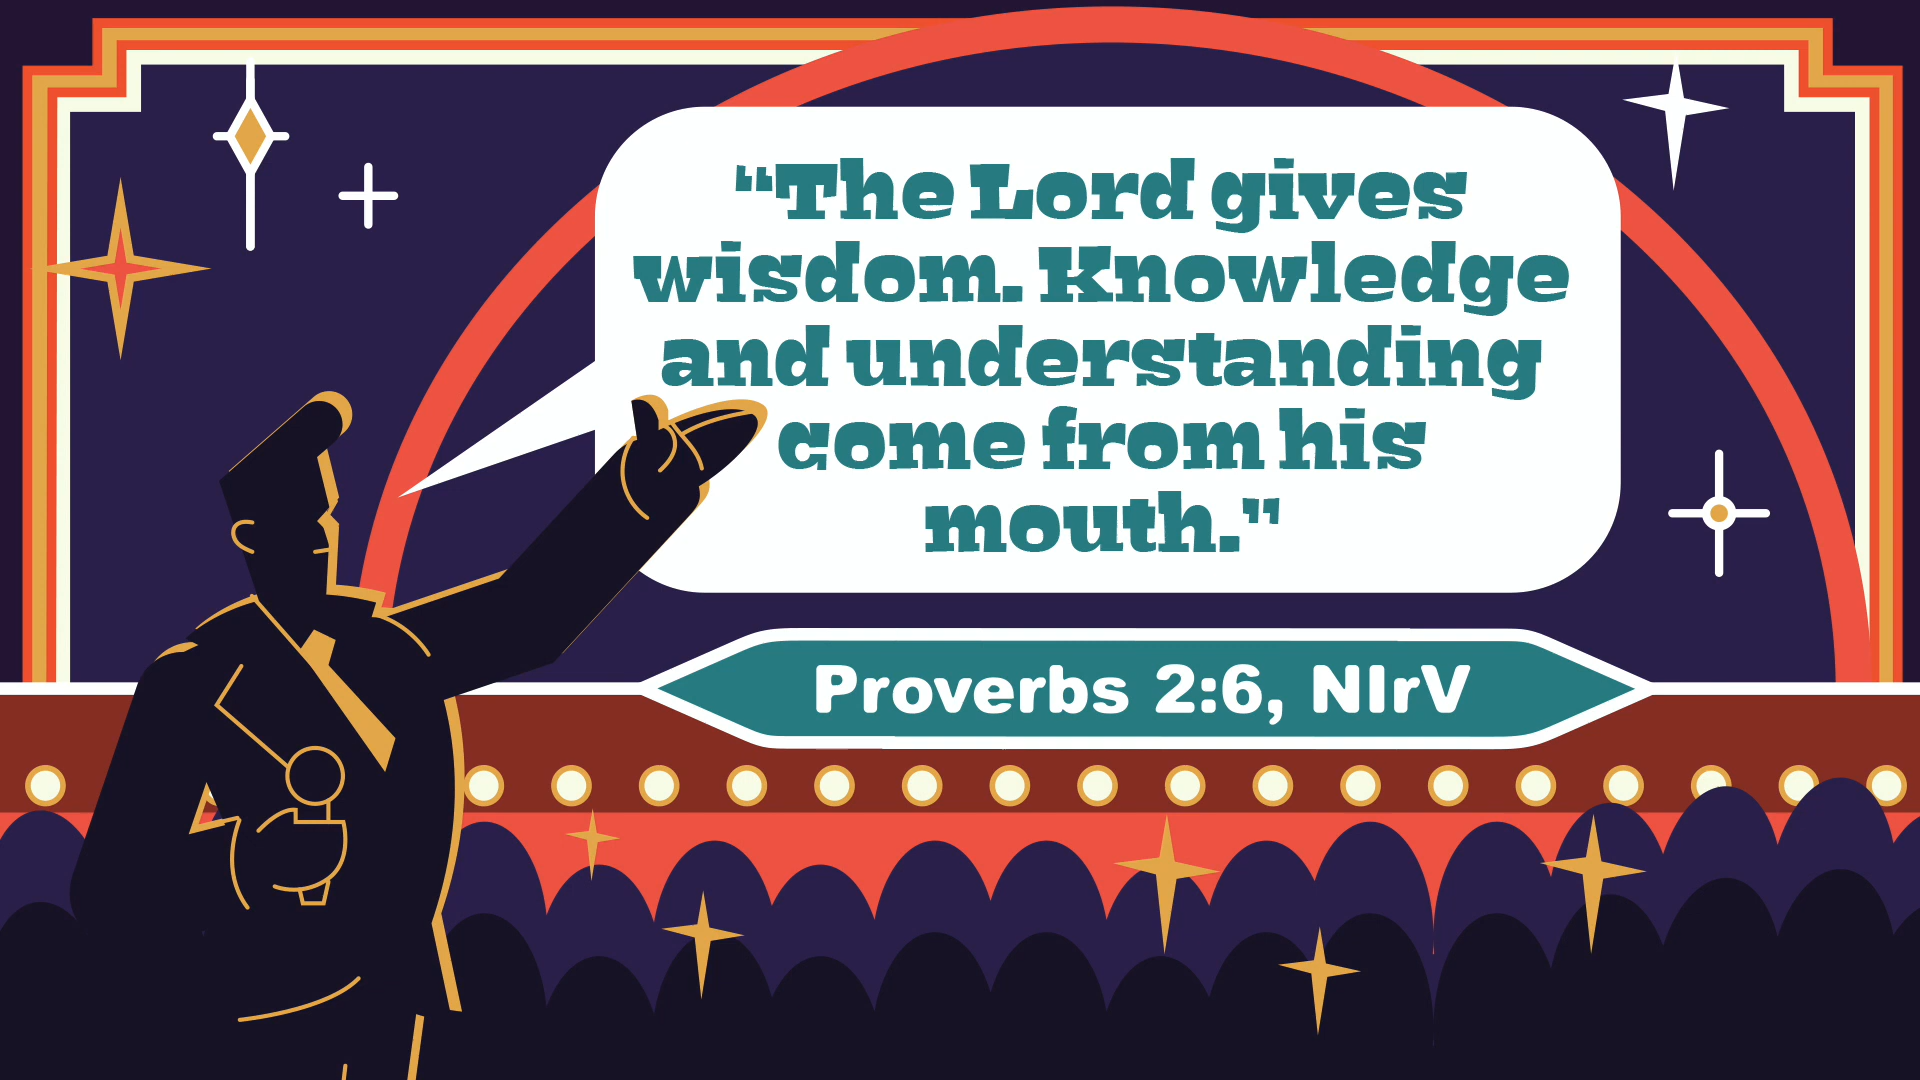 “The Lord gives
wisdom. Knowledge
and understanding
come from his
mouth.”
Proverbs 2:6, NIrV